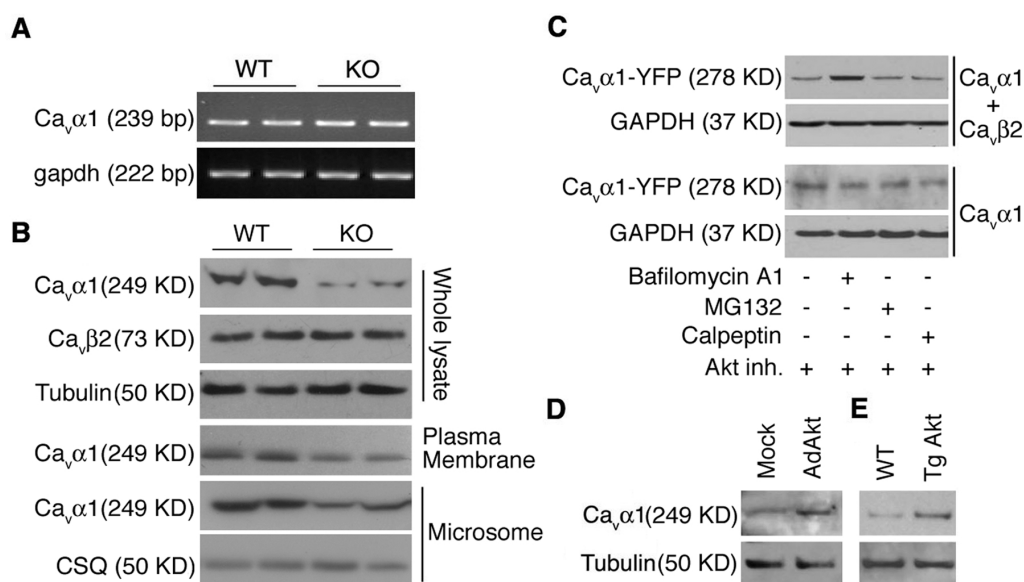 A
WT KO
Cavα1 (239 bp)
gapdh (222 bp)
B
WT KO
Cavα1(249 KD)
Cavβ2(73 KD)
Tubulin(50 KD)
Whole lysate
Cavα1(249 KD)
Plasma
Membrane
Cavα1(249 KD)
CSQ (50 KD)
Microsome
C
Cavα1-YFP (278 KD)
GAPDH (37 KD)
Cavα1
+
Cavβ2
Cavα1-YFP (278 KD)
GAPDH (37 KD)
Cavα1
Bafilomycin A1 - + - -
MG132 - - + -
Calpeptin - - - +
Akt inh. + + + +
D
Mock AdAkt
E
WT Tg Akt
Cavα1(249 KD)
Tubulin(50 KD)